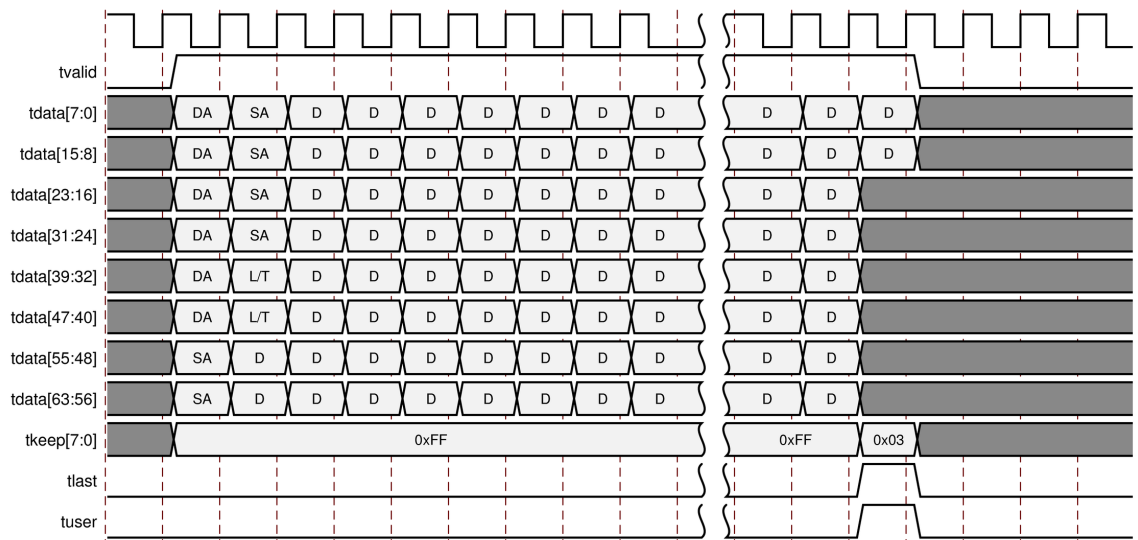 tvalid
tdata[7:0] DA SA D D D D D D D D D D
tdata[15:8] DA SA D D D D D D D D D D
tdata[23:16] DA SA D D D D D D D D D
tdata[31:24] DA SA D D D D D D D D D
tdata[39:32] DA L/T D D D D D D D D D
tdata[47:40] DA L/T D D D D D D D D D
tdata[55:48] SA D D D D D D D D D D
tdata[63:56] SA D D D D D D D D D D
tkeep[7:0] 0xFF 0xFF 0x03
tlast
tuser